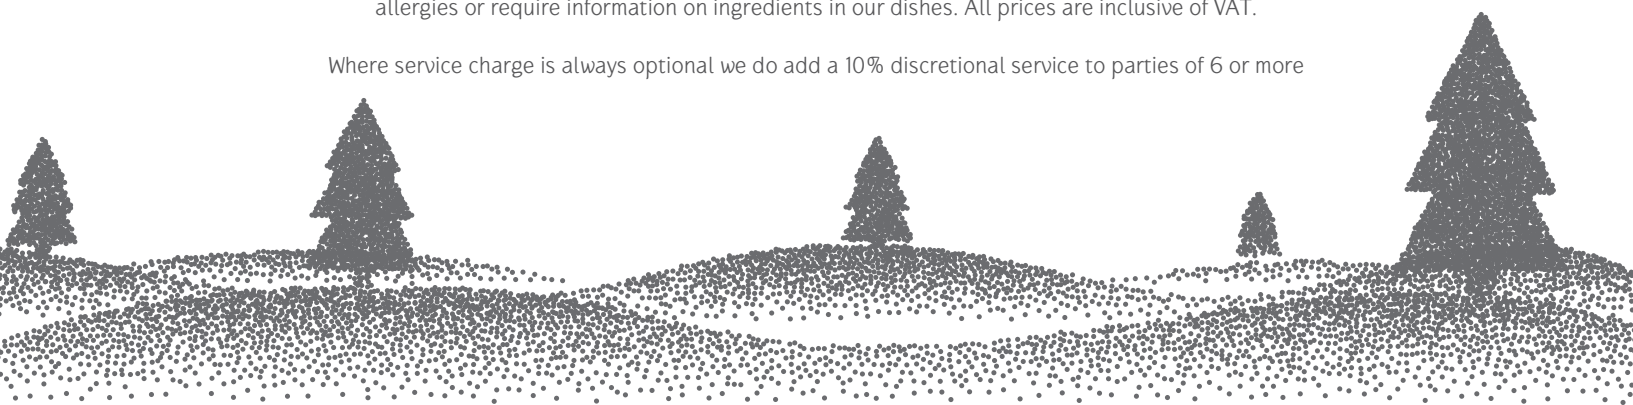 allergies or require information on ingredients in our dishes. All prices are inclusive of VAT.
Where service charge is always optional we do add a 10% discretional service to parties of 6 or more